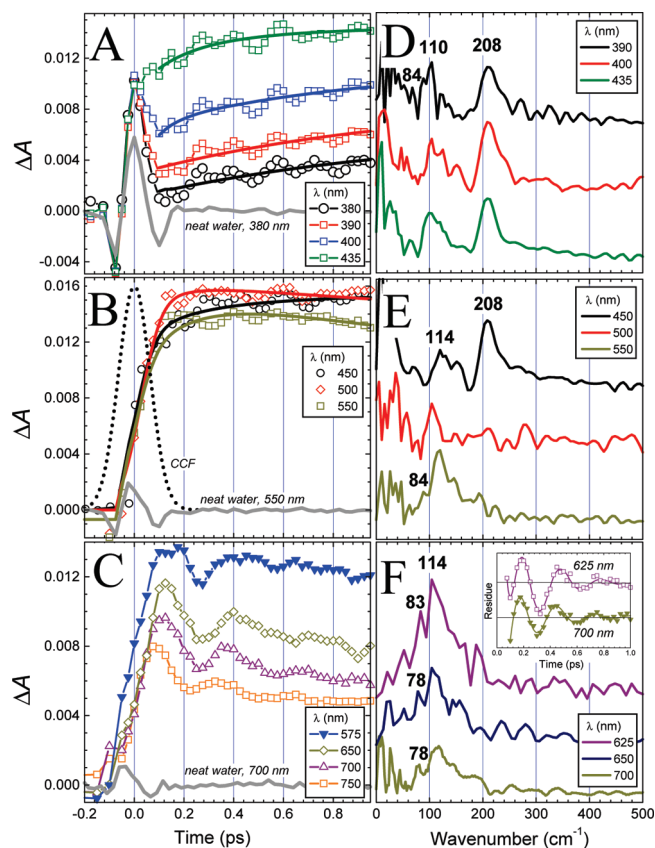 A
ΔA
0.012
0.008
0.004
0.000
-0.004
neat water, 380 nm
λ (nm)
380
390
400
435
B
ΔA
0.016
0.012
0.008
0.004
0.000
CCF
neat water, 550 nm
λ (nm)
450
500
550
C
ΔA
0.012
0.008
0.004
0.000
neat water, 700 nm
λ (nm)
575
650
700
750
-0.2 0.0 0.2 0.4 0.6 0.8
Time (ps)
D
110
208
84
λ (nm)
390
400
435
E
208
114
84
λ (nm)
450
500
550
F
114
83
78
78
625 nm
700 nm
Residue
0.0 0.2 0.4 0.6 0.8 1.0
Time (ps)
λ (nm)
625
650
700
0 100 200 300 400 500
Wavenumber (cm-1)